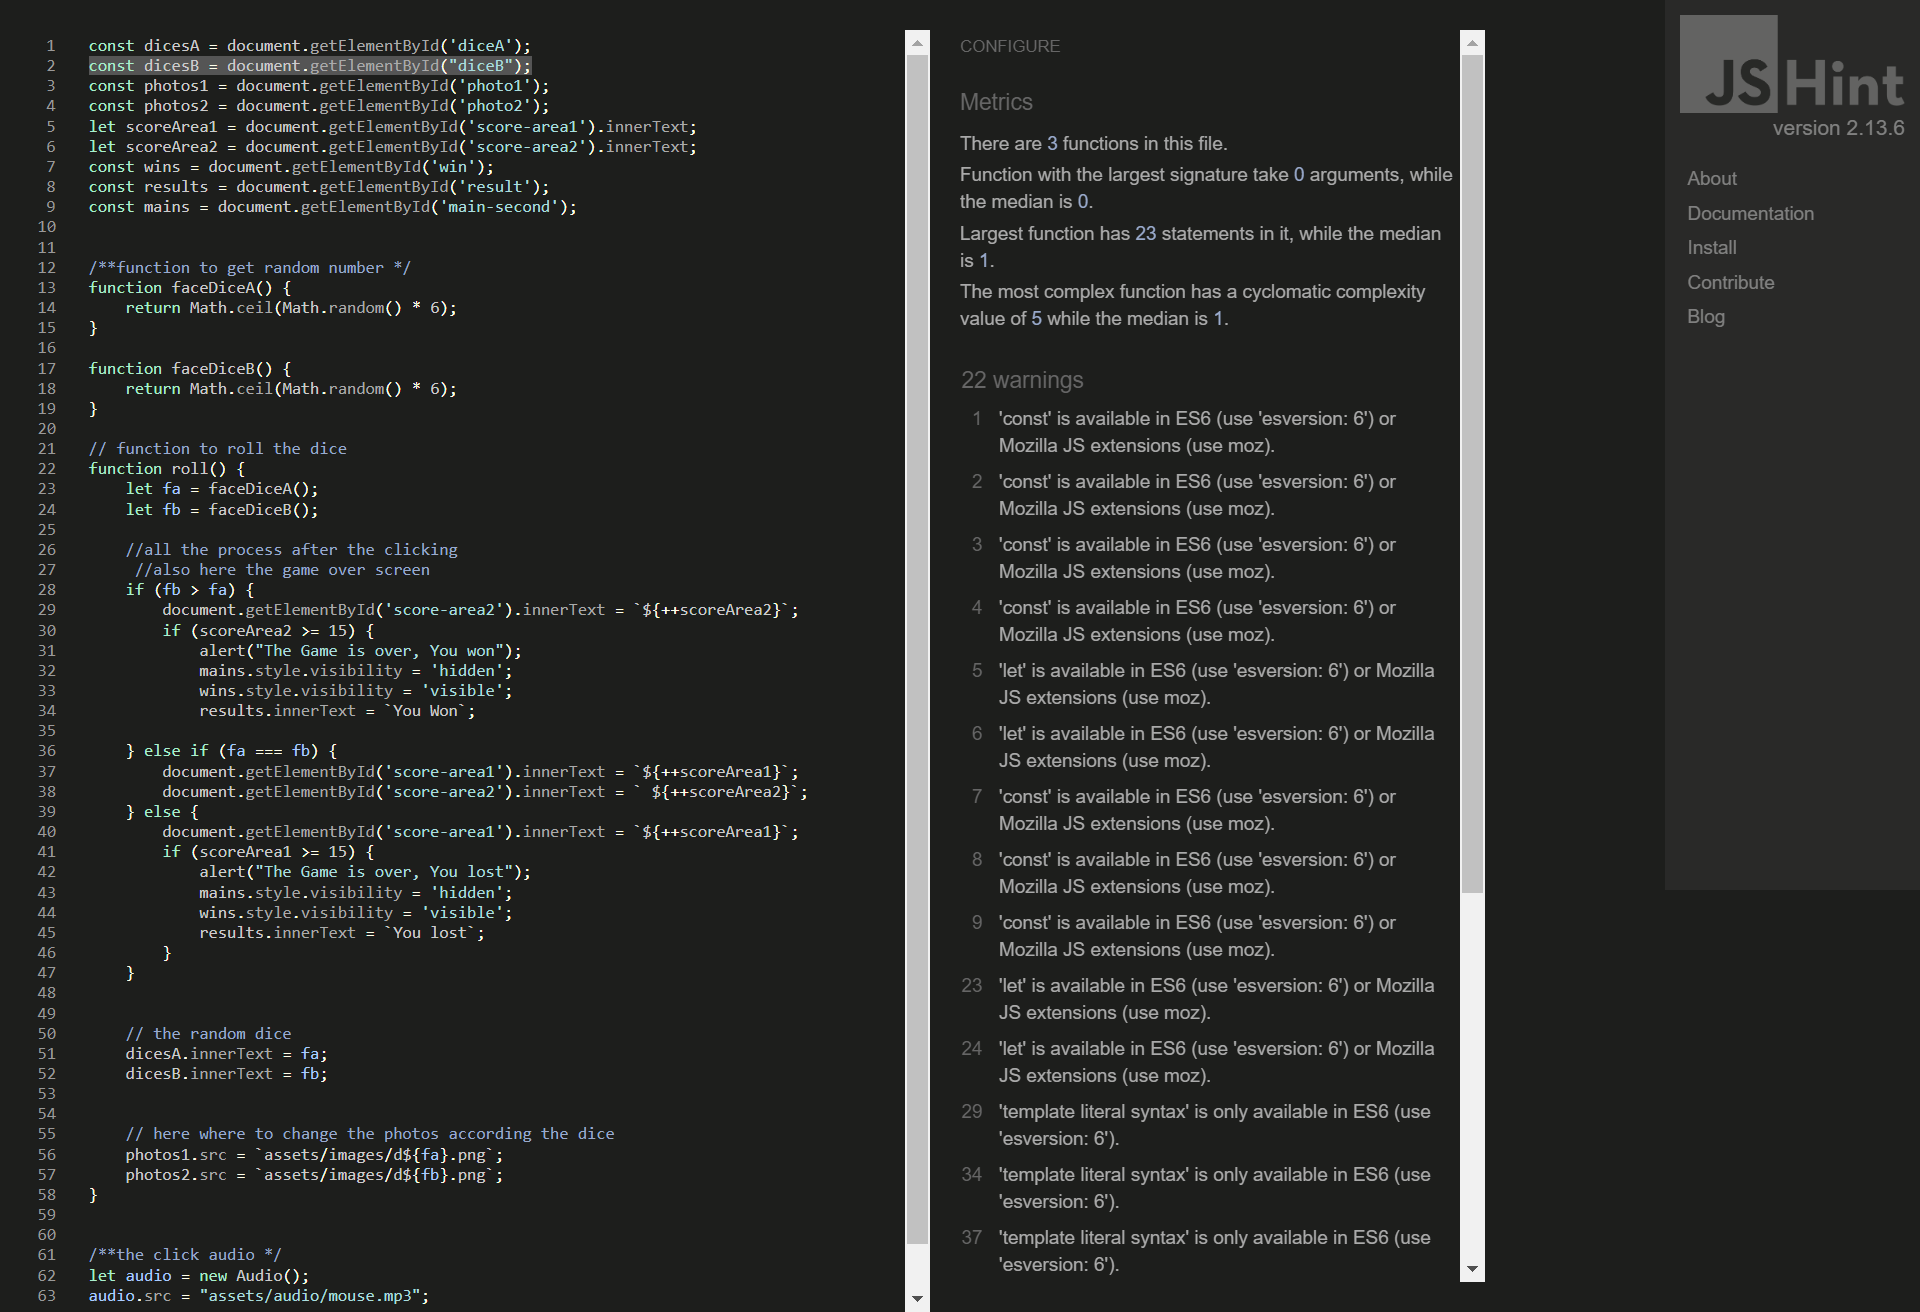 1 const dicesA = document.getElementById('diceA');
2 const dicesB = document.getElementById("diceB");
3 const photos1 = document.getElementById('photo1');
4 const photos2 = document.getElementById('photo2');
5 let scoreArea1 = document.getElementById('score-area1').innerText;
6 let scoreArea2 = document.getElementById('score-area2').innerText;
7 const wins = document.getElementById('win');
8 const results = document.getElementById('result');
9 const mains = document.getElementById('main-second');
10
11
12 /**function to get random number */
13 function faceDiceA() {
14     return Math.ceil(Math.random() * 6);
15 }
16
17 function faceDiceB() {
18     return Math.ceil(Math.random() * 6);
19 }
20
21 // function to roll the dice
22 function roll() {
23     let fa = faceDiceA();
24     let fb = faceDiceB();
25
26     //all the process after the clicking
27      //also here the game over screen
28     if (fb > fa) {
29         document.getElementById('score-area2').innerText = `${++scoreArea2}`;
30         if (scoreArea2 >= 15) {
31             alert("The Game is over, You won");
32             mains.style.visibility = 'hidden';
33             wins.style.visibility = 'visible';
34             results.innerText = `You Won`;
35
36     } else if (fa === fb) {
37         document.getElementById('score-area1').innerText = `${++scoreArea1}`;
38         document.getElementById('score-area2').innerText = ` ${++scoreArea2}`;
39     } else {
40         document.getElementById('score-area1').innerText = `${++scoreArea1}`;
41         if (scoreArea1 >= 15) {
42             alert("The Game is over, You lost");
43             mains.style.visibility = 'hidden';
44             wins.style.visibility = 'visible';
45             results.innerText = `You lost`;
46         }
47     }
48
49
50     // the random dice
51     dicesA.innerText = fa;
52     dicesB.innerText = fb;
53
54
55     // here where to change the photos according the dice
56     photos1.src = `assets/images/d${fa}.png`;
57     photos2.src = `assets/images/d${fb}.png`;
58 }
59
60
61 /**the click audio */
62 let audio = new Audio();
63 audio.src = "assets/audio/mouse.mp3";
CONFIGURE
Metrics
There are 3 functions in this file.
Function with the largest signature take 0 arguments, while
the median is 0.
Largest function has 23 statements in it, while the median
is 1.
The most complex function has a cyclomatic complexity
value of 5 while the median is 1.
22 warnings
1 'const' is available in ES6 (use 'esversion: 6') or
Mozilla JS extensions (use moz).
2 'const' is available in ES6 (use 'esversion: 6') or
Mozilla JS extensions (use moz).
3 'const' is available in ES6 (use 'esversion: 6') or
Mozilla JS extensions (use moz).
4 'const' is available in ES6 (use 'esversion: 6') or
Mozilla JS extensions (use moz).
5 'let' is available in ES6 (use 'esversion: 6') or Mozilla
JS extensions (use moz).
6 'let' is available in ES6 (use 'esversion: 6') or Mozilla
JS extensions (use moz).
7 'const' is available in ES6 (use 'esversion: 6') or
Mozilla JS extensions (use moz).
8 'const' is available in ES6 (use 'esversion: 6') or
Mozilla JS extensions (use moz).
9 'const' is available in ES6 (use 'esversion: 6') or
Mozilla JS extensions (use moz).
23 'let' is available in ES6 (use 'esversion: 6') or Mozilla
JS extensions (use moz).
24 'let' is available in ES6 (use 'esversion: 6') or Mozilla
JS extensions (use moz).
29 'template literal syntax' is only available in ES6 (use
'esversion: 6').
34 'template literal syntax' is only available in ES6 (use
'esversion: 6').
37 'template literal syntax' is only available in ES6 (use
'esversion: 6').
JSHint
version 2.13.6
About
Documentation
Install
Contribute
Blog